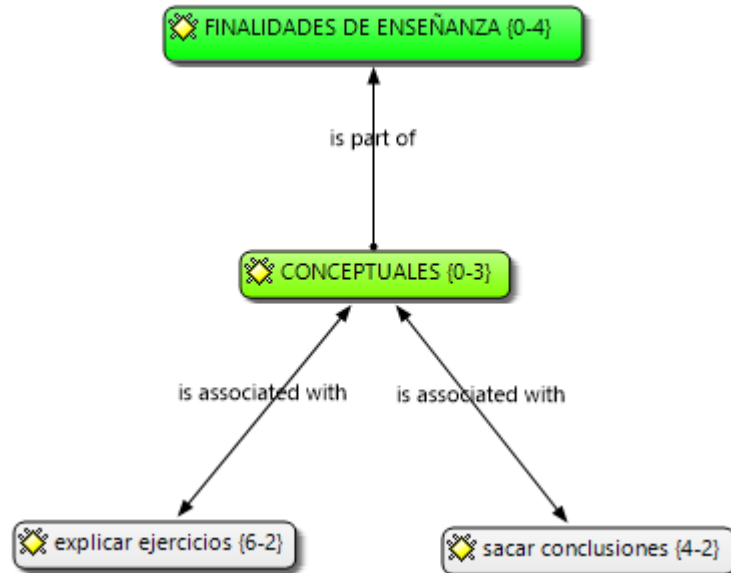 FINALIDADES DE ENSEÑANZA {0-4}
is part of
CONCEPTUALES {0-3}
is associated with
is associated with
explicar ejercicios {6-2}
sacar conclusiones {4-2}